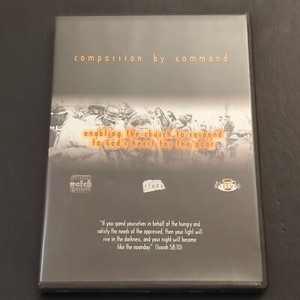 compassion by command
enabling the church to respond
to God's heart for the poor
match
"If you spend yourselves in behalf of the hungry and
satisfy the needs of the oppressed, then your light will
rise in the darkness, and your night will become
like the noonday" (Isaiah 58:10)